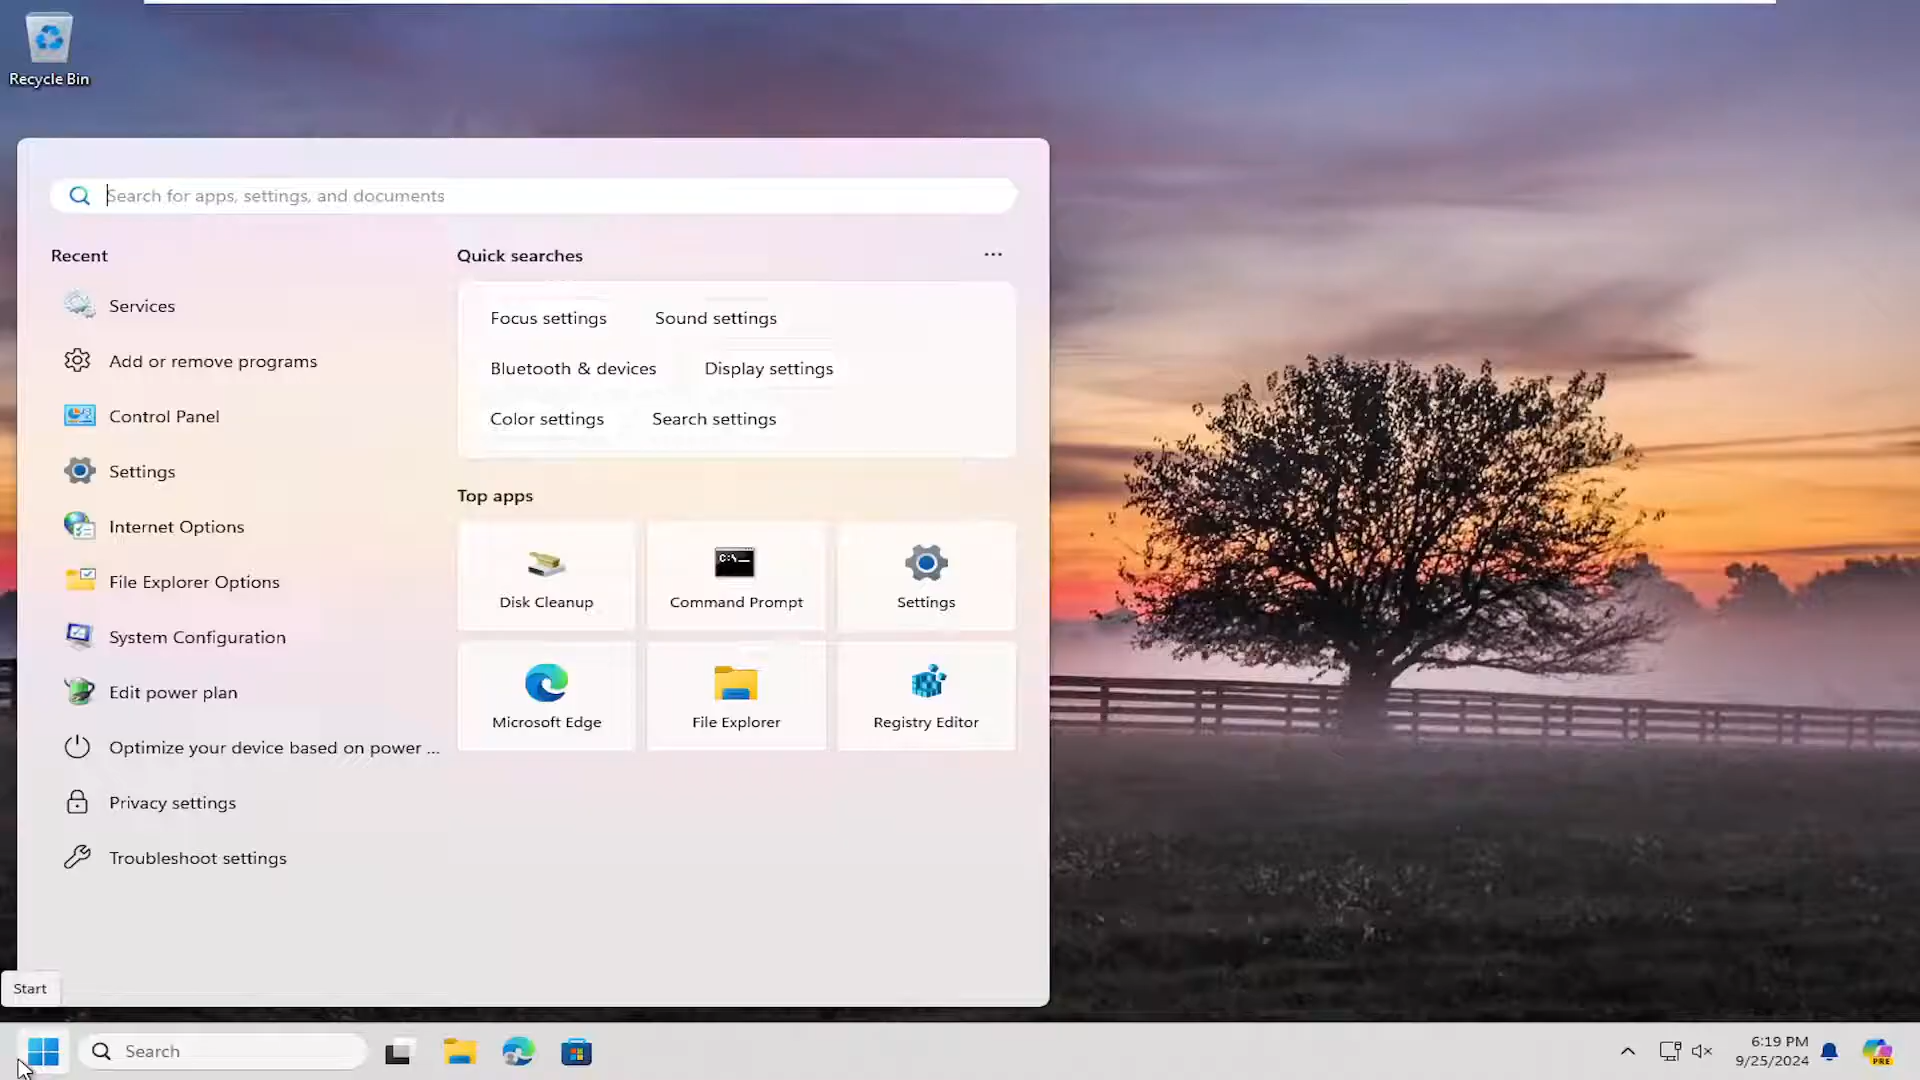 Recycle Bin
Search for apps, settings, and documents
Recent
Services
Add or remove programs
Control Panel
Settings
Internet Options
File Explorer Options
System Configuration
Edit power plan
Optimize your device based on power ...
Privacy settings
Troubleshoot settings
Quick searches
Focus settings Sound settings
Bluetooth & devices Display settings
Color settings Search settings
Top apps
C:\_
Disk Cleanup Command Prompt Settings
Microsoft Edge File Explorer Registry Editor
Start
Search
6:19 PM
9/25/2024
PRE